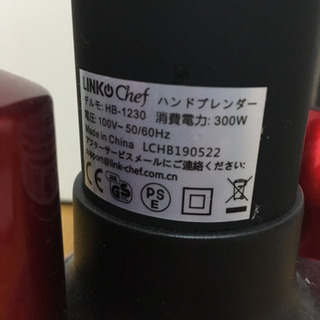 LINK Chef ハンドブレンダー
デルモ: HB-1230 消費電力: 300W
電圧: 100V~ 50/60Hz
Made in China LCHB190522
アフターサービスメールにご連絡ください。
support@link-chef.com.cn
CE GS PS E